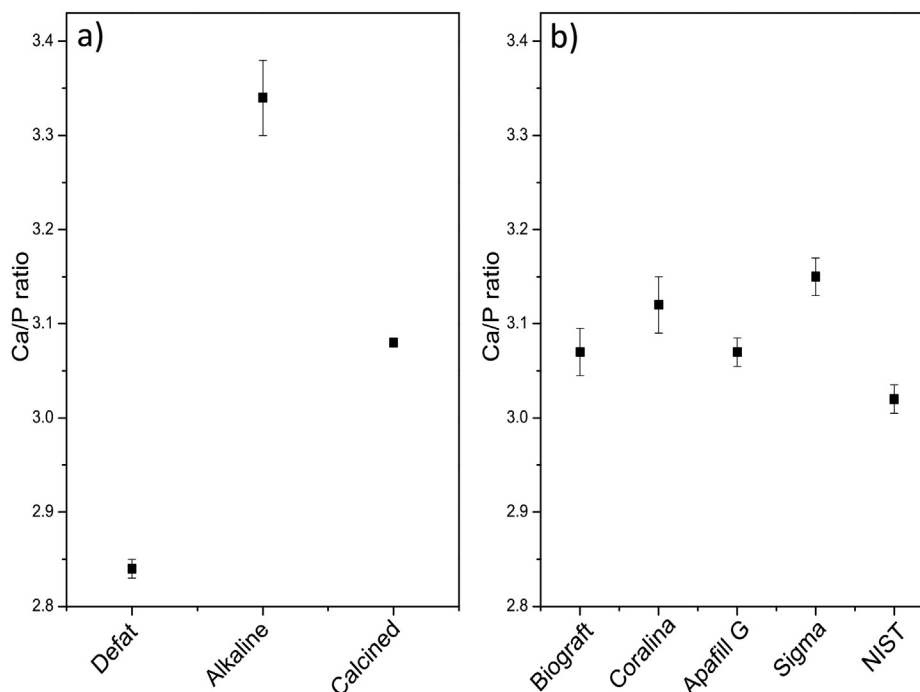 a)
Ca/P ratio
3.4
3.3
3.2
3.1
3.0
2.9
2.8
Defat
Alkaline
Calcined
b)
Ca/P ratio
3.4
3.3
3.2
3.1
3.0
2.9
2.8
Biograft
Coralina
Apafill G
Sigma
NIST